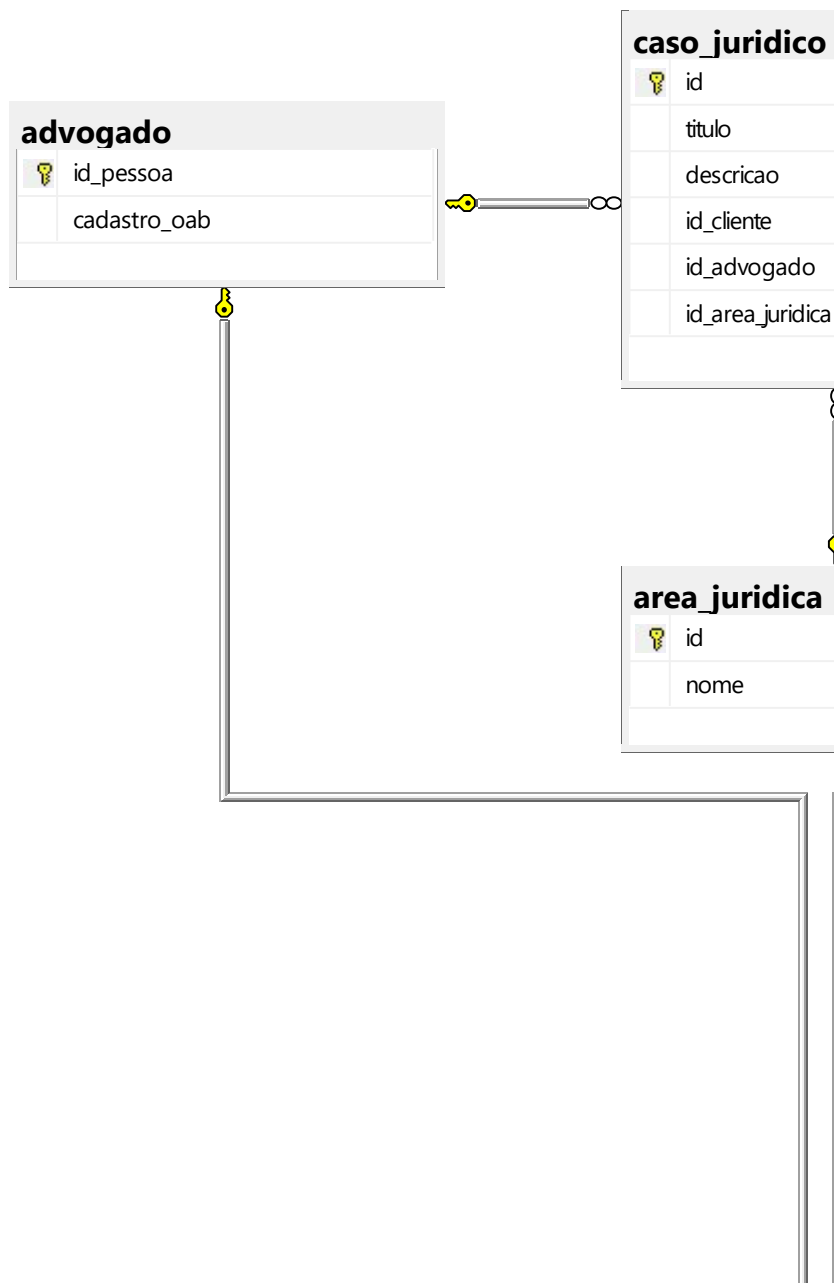 advogado
id_pessoa
cadastro_oab
caso_juridico
id
titulo
descricao
id_cliente
id_advogado
id_area_juridica
area_juridica
id
nome